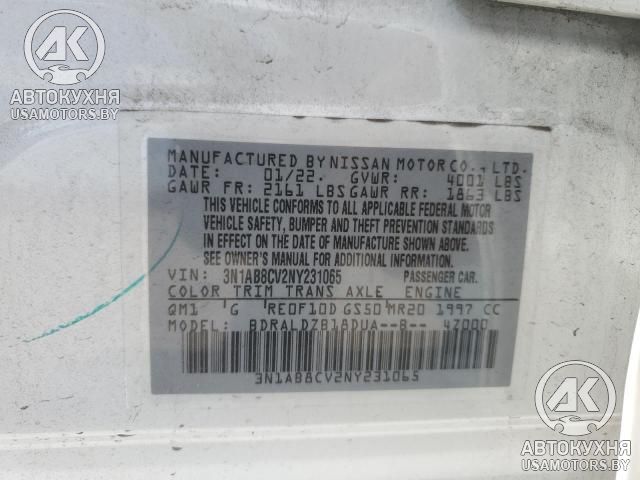 AK
АВТОКУХНЯ
USAMOTORS.BY
MANUFACTURED BY NISSAN MOTOR CO., LTD.
DATE: 01/22. GVWR: 4001 LBS
GAWR FR: 2161 LBS GAWR RR: 1863 LBS
THIS VEHICLE CONFORMS TO ALL APPLICABLE FEDERAL MOTOR
VEHICLE SAFETY, BUMPER AND THEFT PREVENTION STANDARDS
IN EFFECT ON THE DATE OF MANUFACTURE SHOWN ABOVE.
SEE OWNER'S MANUAL FOR ADDITIONAL INFORMATION.
VIN: 3N1AB8CV2NY231065 PASSENGER CAR.
COLOR TRIM TRANS AXLE ENGINE
QM1 G RE0F10D GS50 MR20 1997 CC
MODEL: BDRALDZB18DUA--B-- 4Z000
3N1AB8CV2NY231065
AK
АВТОКУХНЯ
USAMOTORS.BY